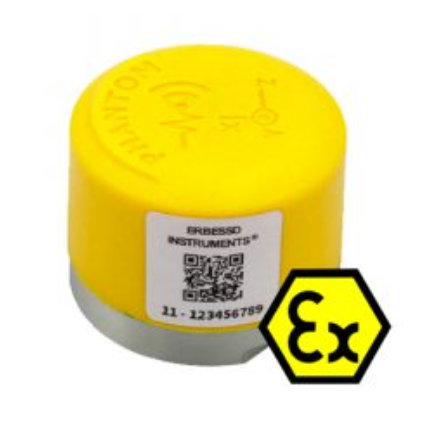 PHANTOM
Z
X
Y
ERBESSD
INSTRUMENTS®
11 - 123456789
Ex